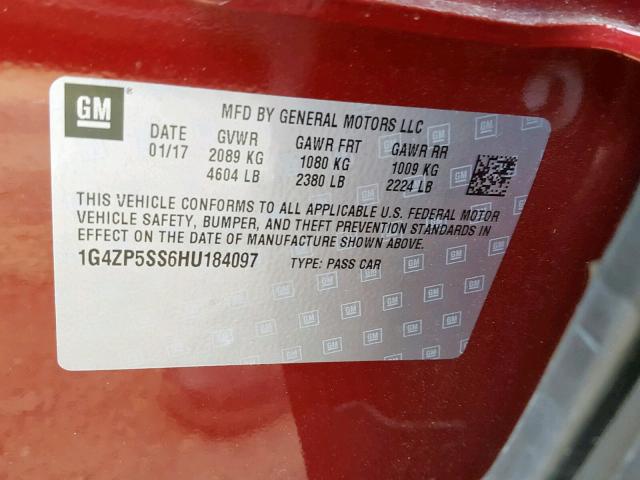 GM ®
MFD BY GENERAL MOTORS LLC
DATE GVWR GAWR FRT GAWR RR
01/17 2089 KG 1080 KG 1009 KG
4604 LB 2380 LB 2224 LB
THIS VEHICLE CONFORMS TO ALL APPLICABLE U.S. FEDERAL MOTOR
VEHICLE SAFETY, BUMPER, AND THEFT PREVENTION STANDARDS IN
EFFECT ON THE DATE OF MANUFACTURE SHOWN ABOVE.
1G4ZP5SS6HU184097 TYPE: PASS CAR